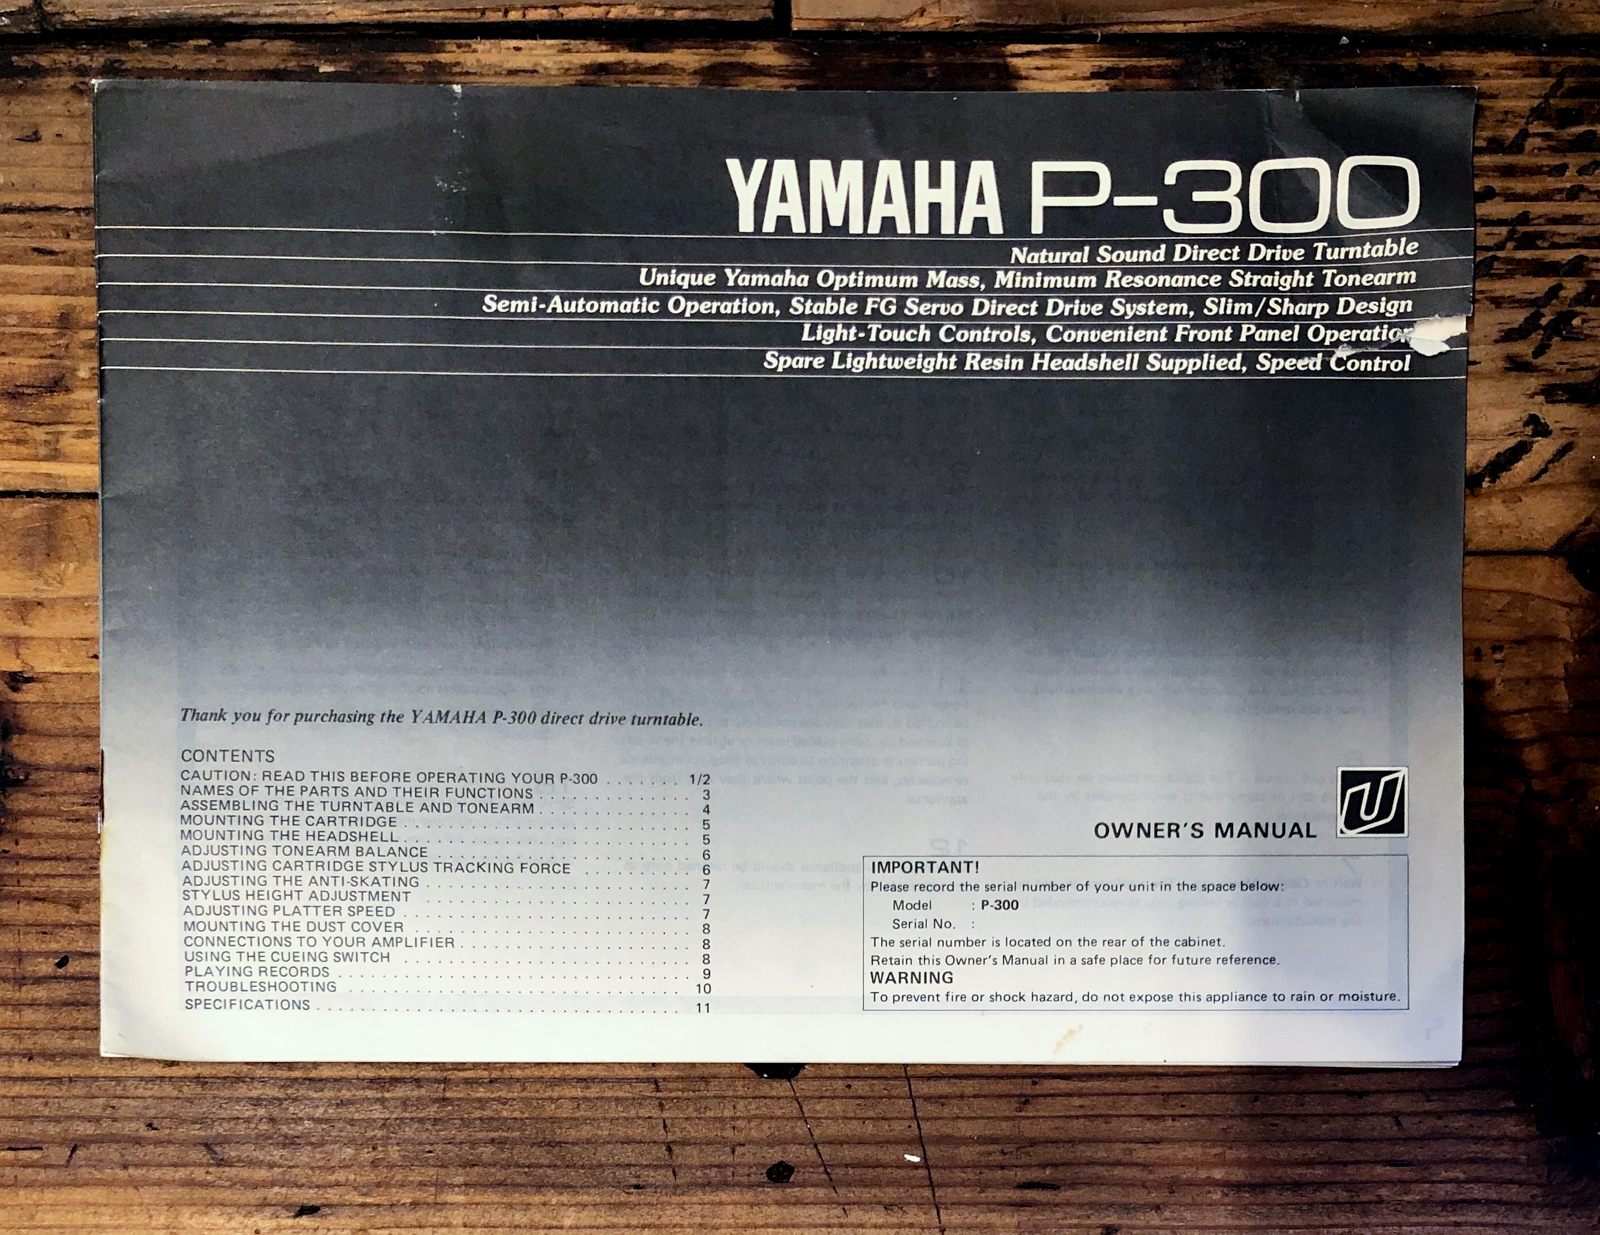 YAMAHA P-300
Natural Sound Direct Drive Turntable
Unique Yamaha Optimum Mass, Minimum Resonance Straight Tonearm
Semi-Automatic Operation, Stable FG Servo Direct Drive System, Slim/Sharp Design
Light-Touch Controls, Convenient Front Panel Operation
Spare Lightweight Resin Headshell Supplied, Speed Control
Thank you for purchasing the YAMAHA P-300 direct drive turntable.
CONTENTS
CAUTION: READ THIS BEFORE OPERATING YOUR P-300 . . . . . . . 1/2
NAMES OF THE PARTS AND THEIR FUNCTIONS . . . . . . . . . . . . 3
ASSEMBLING THE TURNTABLE AND TONEARM . . . . . . . . . . . . 4
MOUNTING THE CARTRIDGE . . . . . . . . . . . . . . . . . . . . . . 5
MOUNTING THE HEADSHELL . . . . . . . . . . . . . . . . . . . . . . 5
ADJUSTING TONEARM BALANCE . . . . . . . . . . . . . . . . . . . . 6
ADJUSTING CARTRIDGE STYLUS TRACKING FORCE . . . . . . . . . 6
ADJUSTING THE ANTI-SKATING . . . . . . . . . . . . . . . . . . . . 7
STYLUS HEIGHT ADJUSTMENT . . . . . . . . . . . . . . . . . . . . . 7
ADJUSTING PLATTER SPEED . . . . . . . . . . . . . . . . . . . . . . 7
MOUNTING THE DUST COVER . . . . . . . . . . . . . . . . . . . . . 8
CONNECTIONS TO YOUR AMPLIFIER . . . . . . . . . . . . . . . . . . 8
USING THE CUEING SWITCH . . . . . . . . . . . . . . . . . . . . . . 8
PLAYING RECORDS . . . . . . . . . . . . . . . . . . . . . . . . . . 9
TROUBLESHOOTING . . . . . . . . . . . . . . . . . . . . . . . . . . 10
SPECIFICATIONS . . . . . . . . . . . . . . . . . . . . . . . . . . . 11
OWNER'S MANUAL
IMPORTANT!
Please record the serial number of your unit in the space below:
Model : P-300
Serial No. :
The serial number is located on the rear of the cabinet.
Retain this Owner's Manual in a safe place for future reference.
WARNING
To prevent fire or shock hazard, do not expose this appliance to rain or moisture.